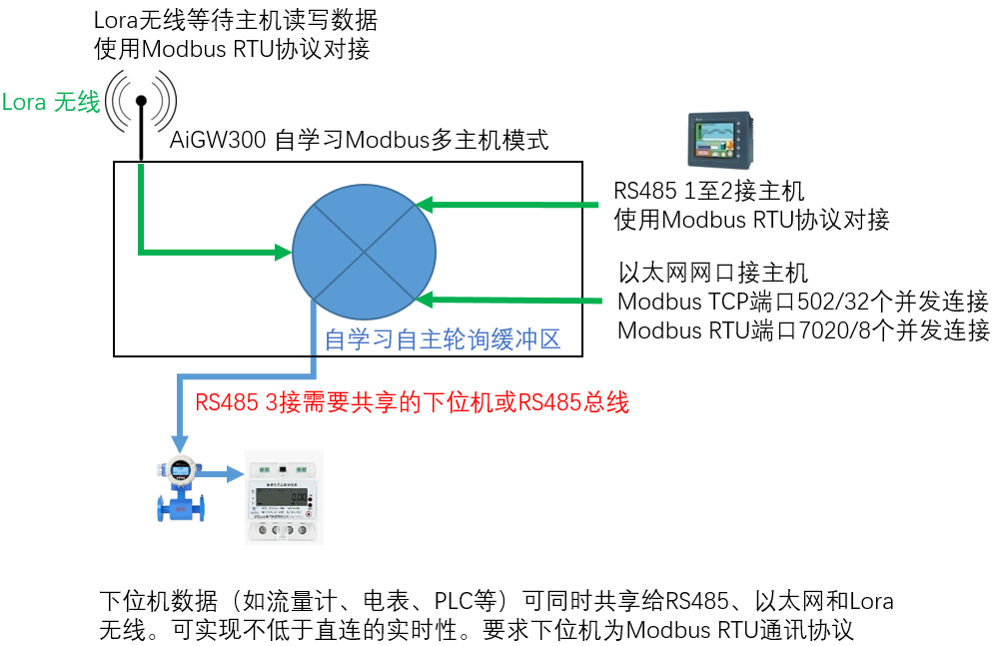 Lora无线等待主机读写数据
使用Modbus RTU协议对接
Lora 无线
AiGW300 自学习Modbus多主机模式
RS485 1至2接主机
使用Modbus RTU协议对接
以太网网口接主机
Modbus TCP端口502/32个并发连接
Modbus RTU端口7020/8个并发连接
自学习自主轮询缓冲区
RS485 3接需要共享的下位机或RS485总线
下位机数据（如流量计、电表、PLC等）可同时共享给RS485、以太网和Lora
无线。可实现不低于直连的实时性。要求下位机为Modbus RTU通讯协议